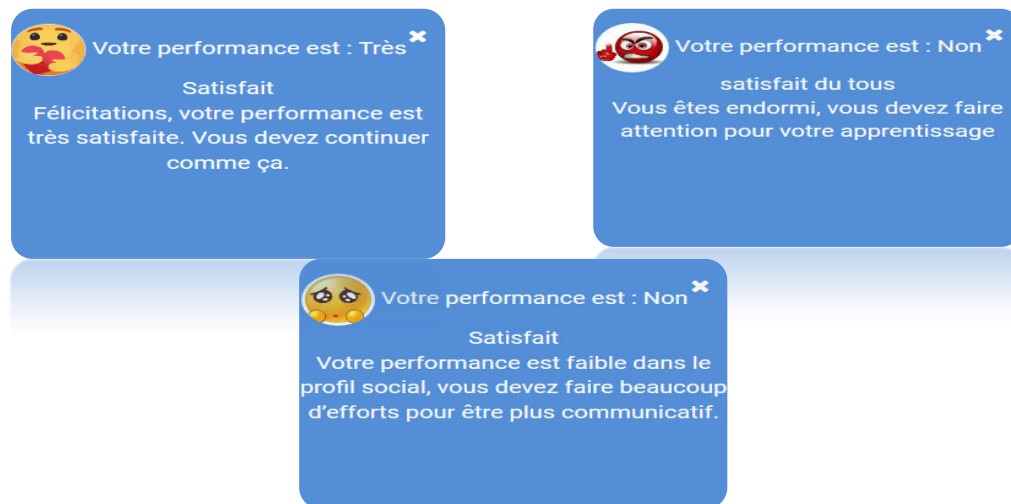 Votre performance est : Très
Satisfait
Félicitations, votre performance est
très satisfaite. Vous devez continuer
comme ça.
Votre performance est : Non
satisfait du tous
Vous êtes endormi, vous devez faire
attention pour votre apprentissage
Votre performance est : Non
Satisfait
Votre performance est faible dans le
profil social, vous devez faire beaucoup
d’efforts pour être plus communicatif.